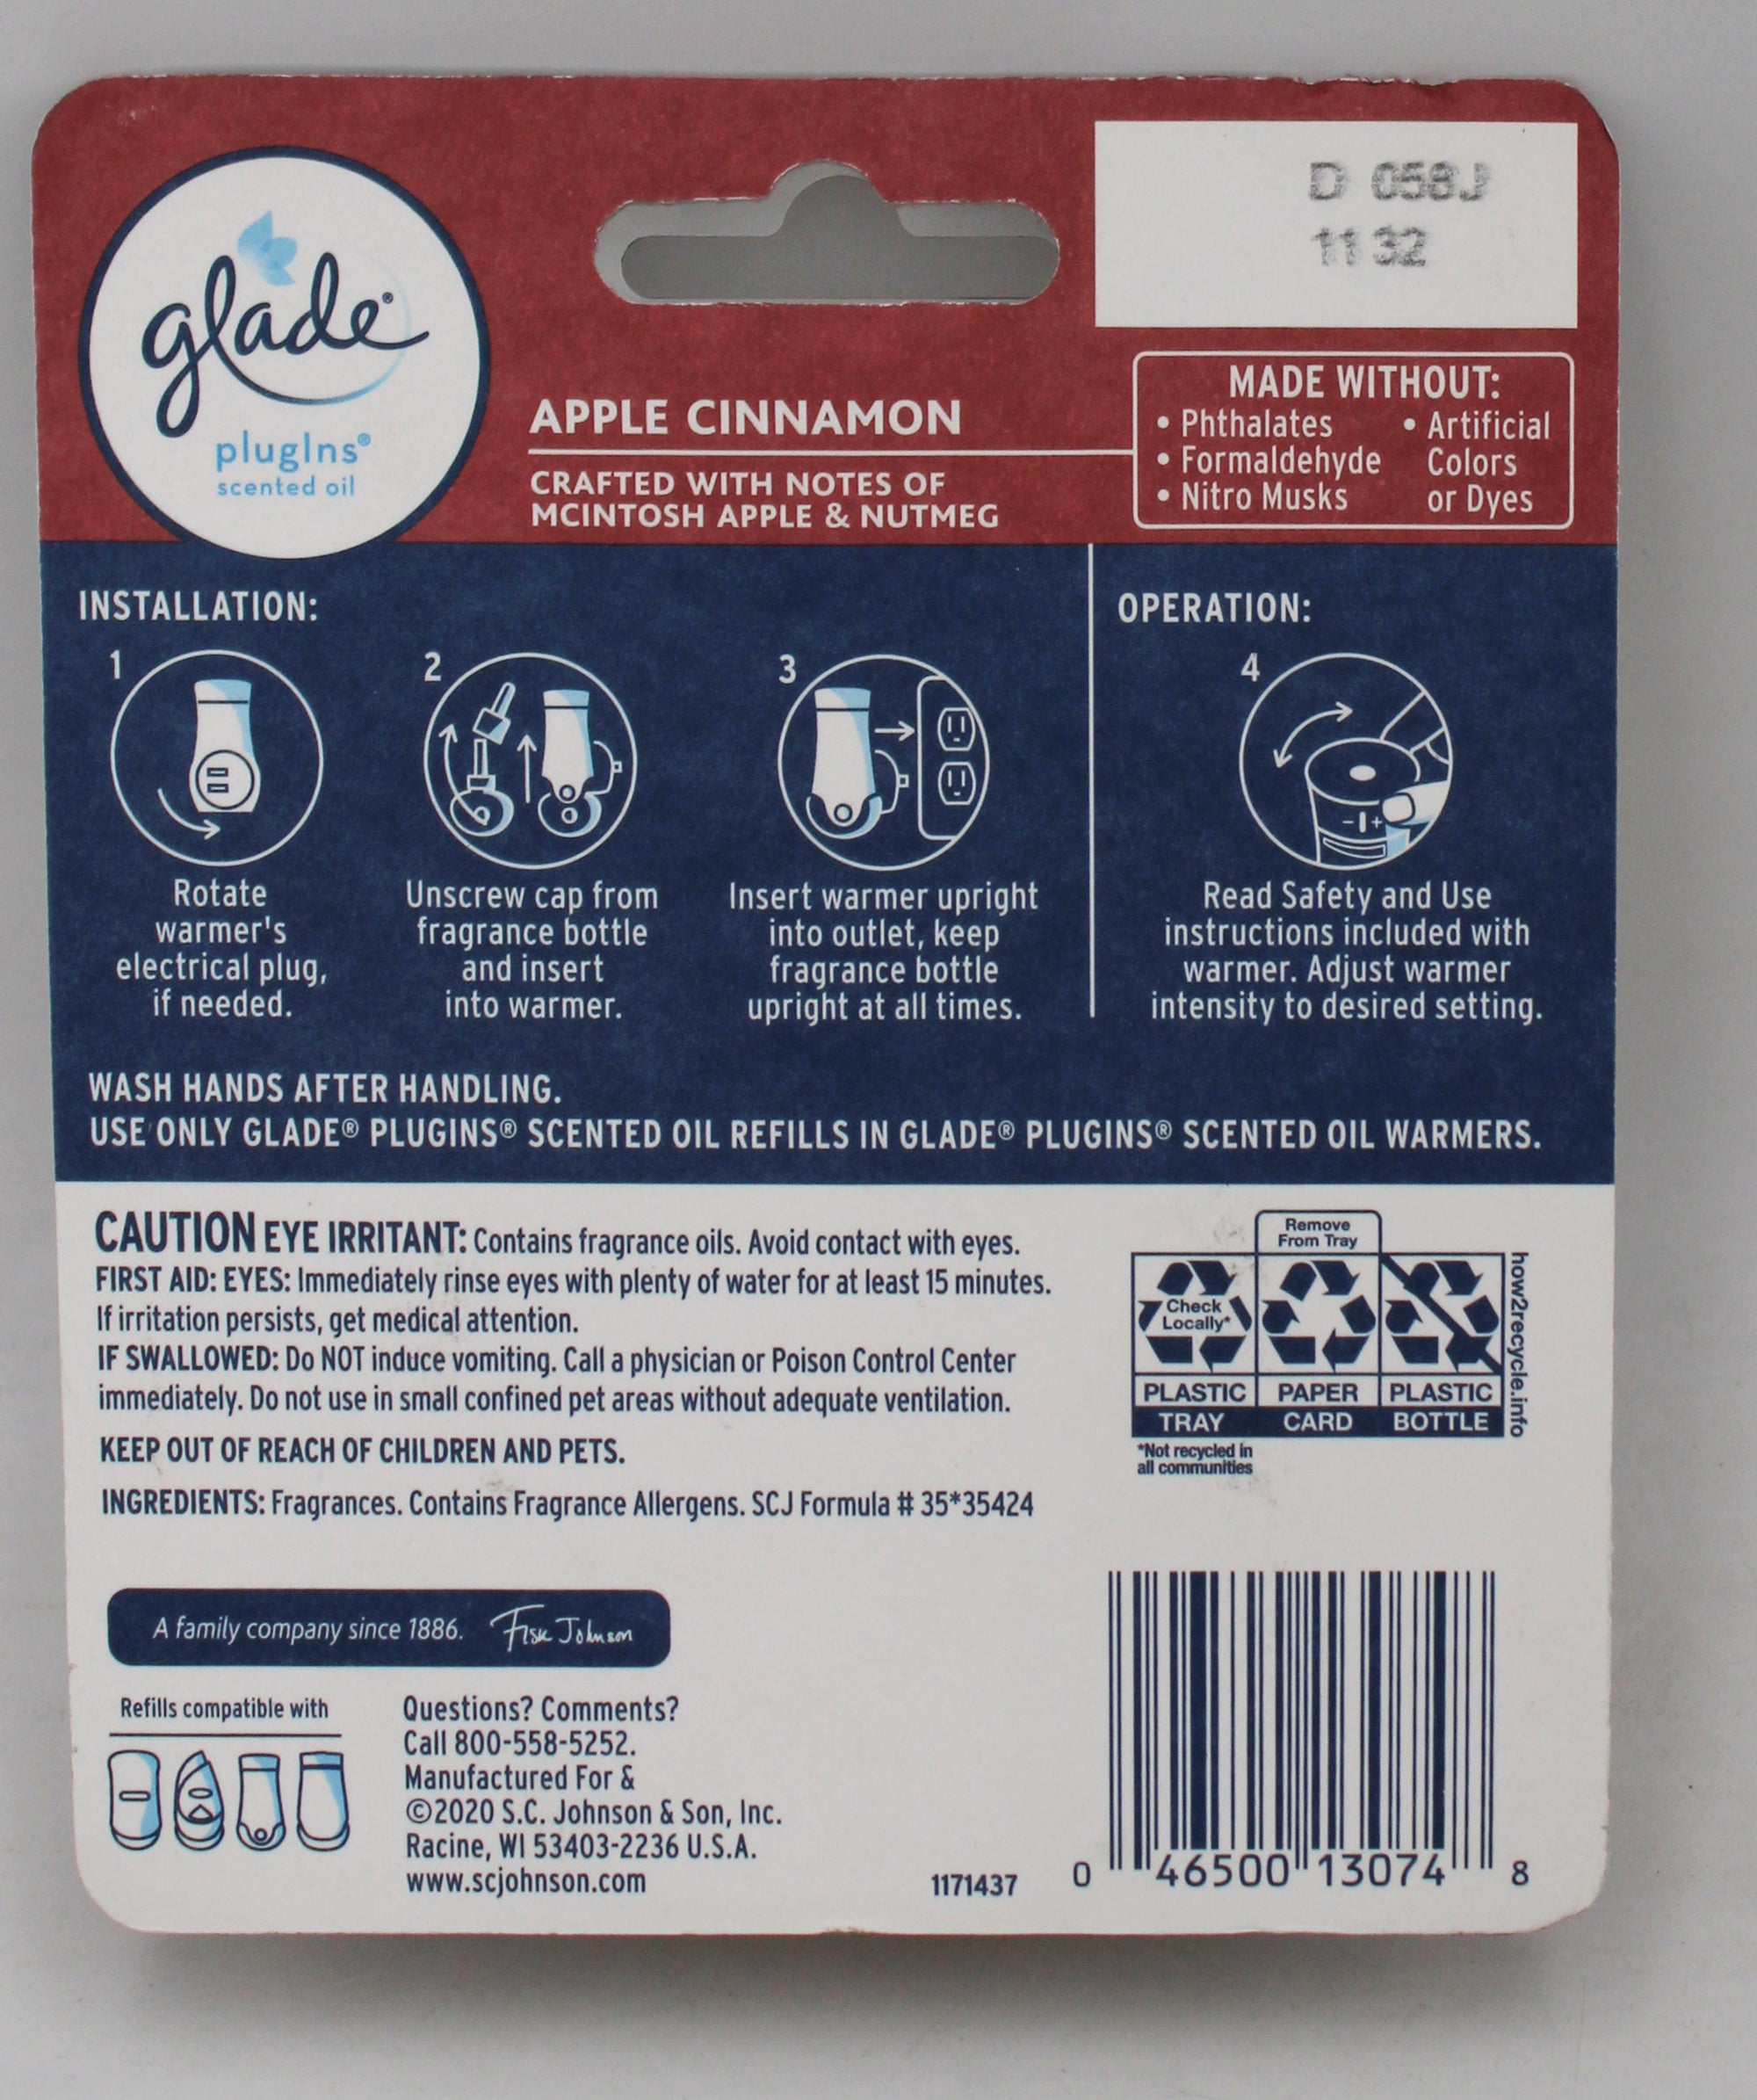 D 058J
11 32
glade®
plugIns®
scented oil
APPLE CINNAMON
CRAFTED WITH NOTES OF
MCINTOSH APPLE & NUTMEG
MADE WITHOUT:
• Phthalates
• Formaldehyde
• Nitro Musks
• Artificial
Colors
or Dyes
INSTALLATION:
1
Rotate
warmer's
electrical plug,
if needed.
2
Unscrew cap from
fragrance bottle
and insert
into warmer.
3
Insert warmer upright
into outlet, keep
fragrance bottle
upright at all times.
OPERATION:
4
- +
Read Safety and Use
instructions included with
warmer. Adjust warmer
intensity to desired setting.
WASH HANDS AFTER HANDLING.
USE ONLY GLADE® PLUGINS® SCENTED OIL REFILLS IN GLADE® PLUGINS® SCENTED OIL WARMERS.
CAUTION EYE IRRITANT: Contains fragrance oils. Avoid contact with eyes.
FIRST AID: EYES: Immediately rinse eyes with plenty of water for at least 15 minutes.
If irritation persists, get medical attention.
IF SWALLOWED: Do NOT induce vomiting. Call a physician or Poison Control Center
immediately. Do not use in small confined pet areas without adequate ventilation.
KEEP OUT OF REACH OF CHILDREN AND PETS.
INGREDIENTS: Fragrances. Contains Fragrance Allergens. SCJ Formula # 35*35424
Remove
From Tray
Check
Locally*
PLASTIC
TRAY
PAPER
CARD
PLASTIC
BOTTLE
how2recycle.info
*Not recycled in
all communities
A family company since 1886. Fisk Johnson
Refills compatible with
Questions? Comments?
Call 800-558-5252.
Manufactured For &
©2020 S.C. Johnson & Son, Inc.
Racine, WI 53403-2236 U.S.A.
www.scjohnson.com
1171437
0 46500 13074 8